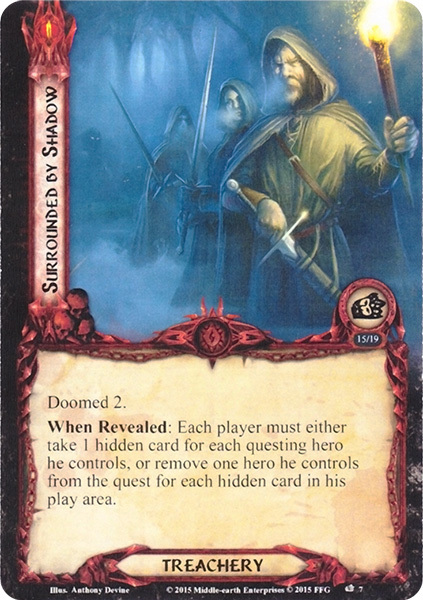 SURROUNDED BY SHADOW
15/19
Doomed 2.
When Revealed: Each player must either
take 1 hidden card for each questing hero
he controls, or remove one hero he controls
from the quest for each hidden card in his
play area.
TREACHERY
Illus. Anthony Devine © 2015 Middle-earth Enterprises © 2015 FFG 7